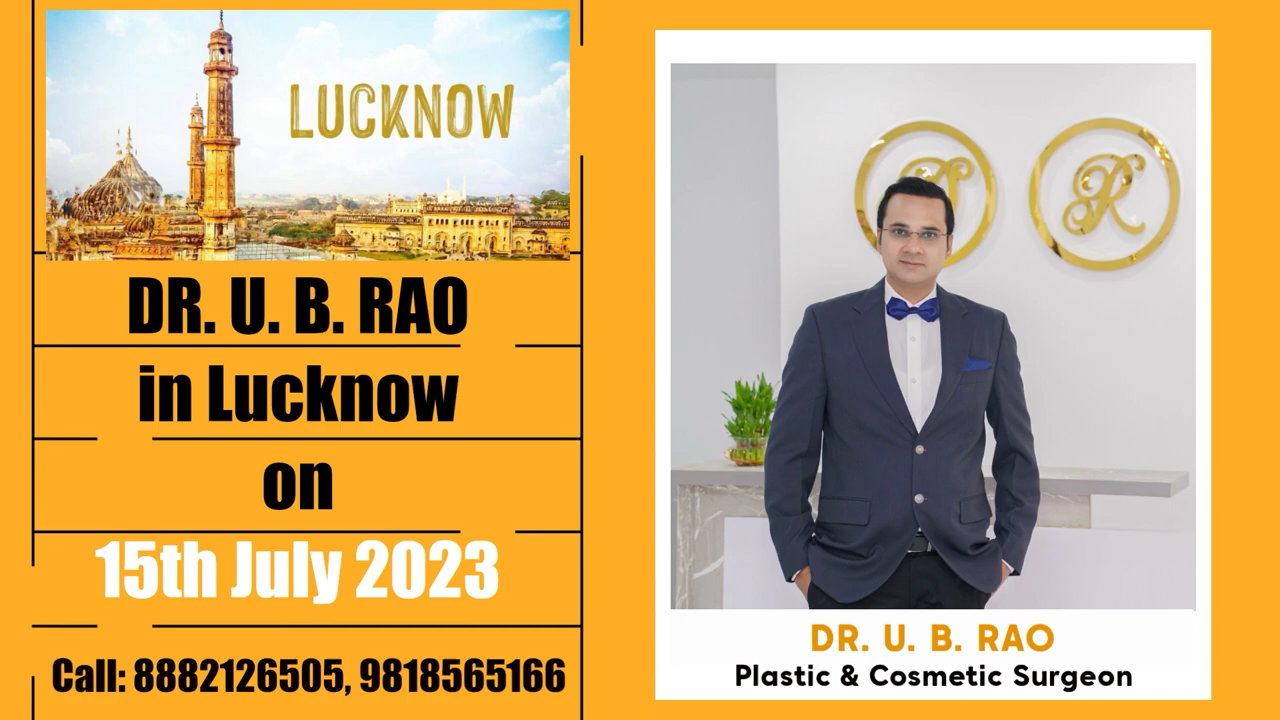 LUCKNOW
DR. U. B. RAO
in Lucknow
on
15th July 2023
Call: 8882126505, 9818565166
R
DR. U. B. RAO
Plastic & Cosmetic Surgeon